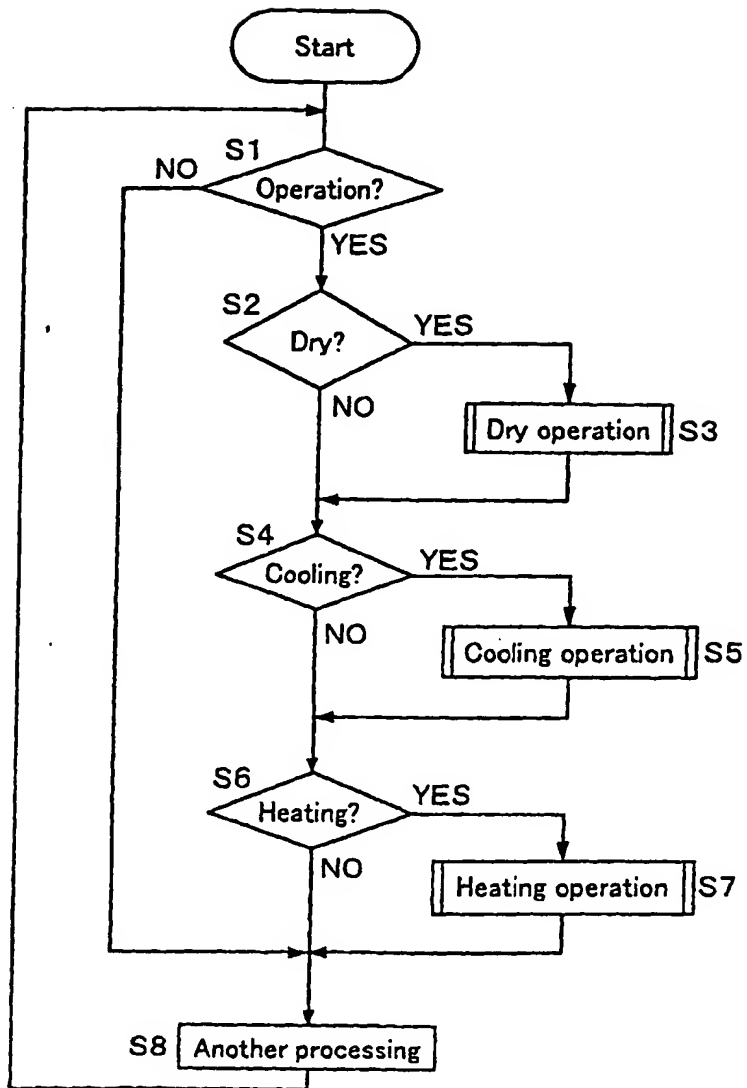 Start
S1
NO
Operation?
YES
S2
YES
Dry?
NO
Dry operation
S3
S4
YES
Cooling?
NO
Cooling operation
S5
S6
YES
Heating?
NO
Heating operation
S7
S8
Another processing